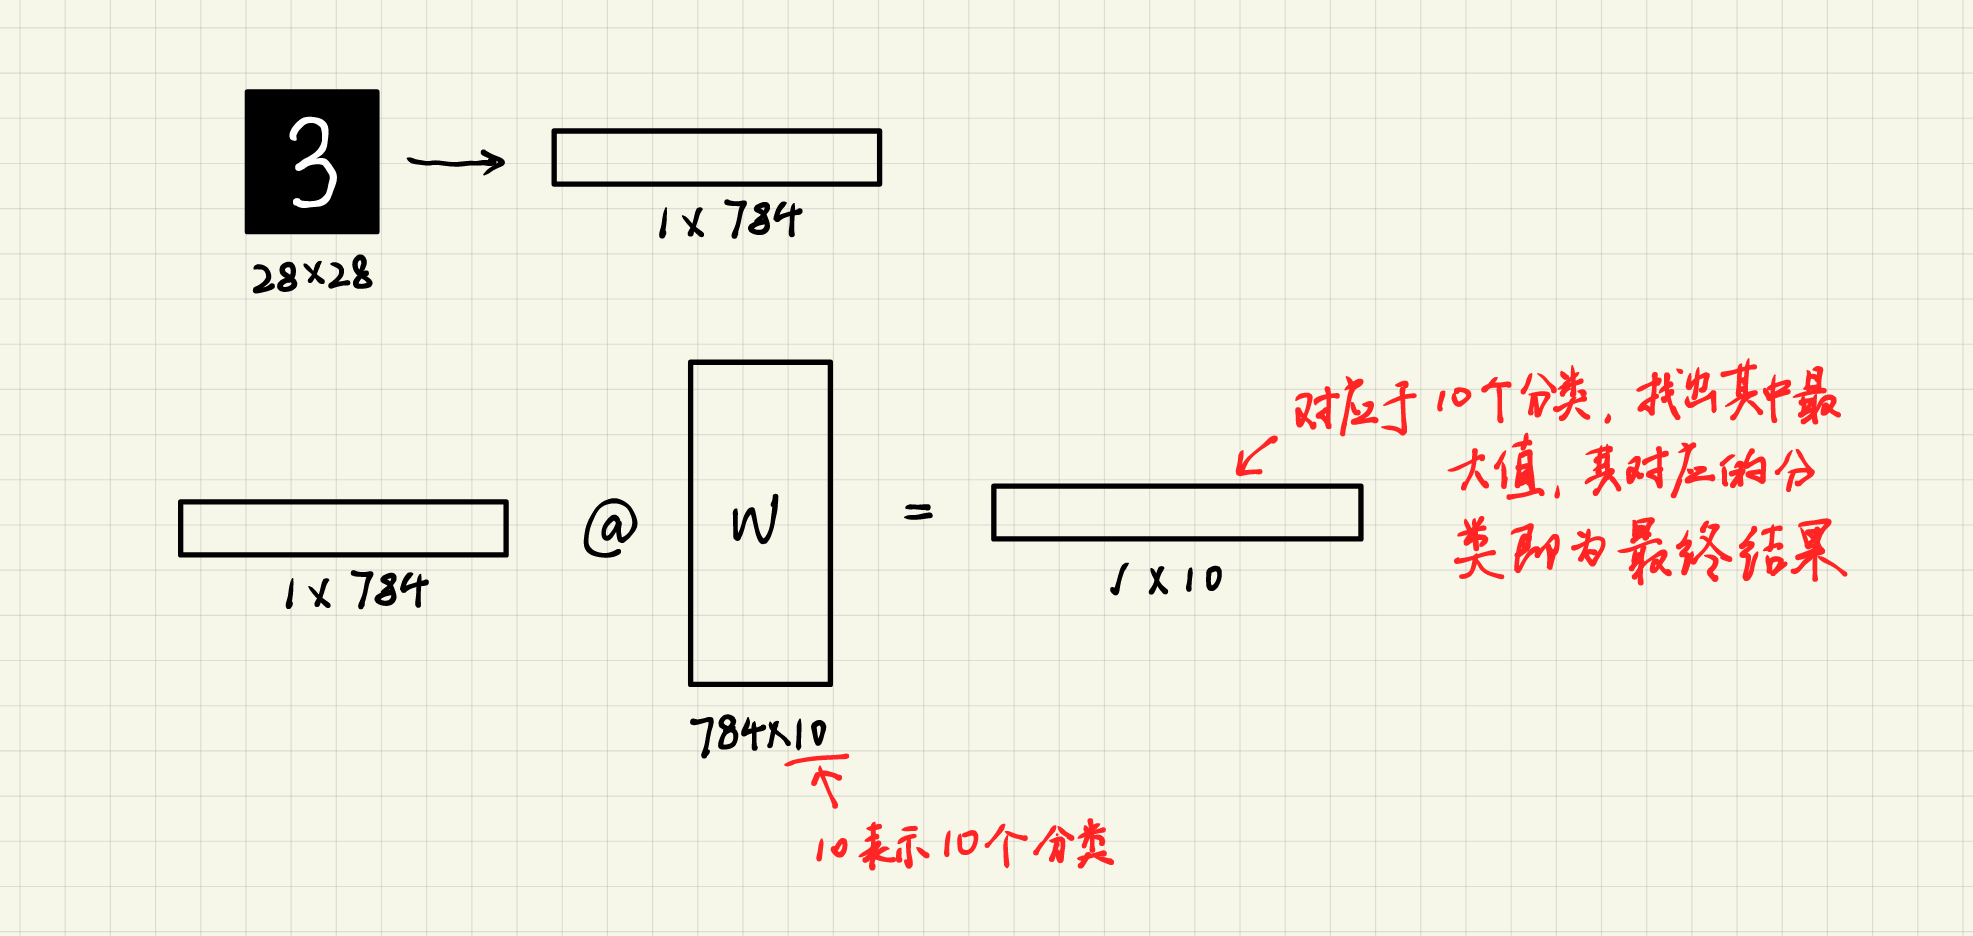 3
28×28
1×784
1×784
@
W
784×10
=
1×10
对应于10个分类，找出其中最
大值，其对应的分
类即为最终结果
10表示10个分类